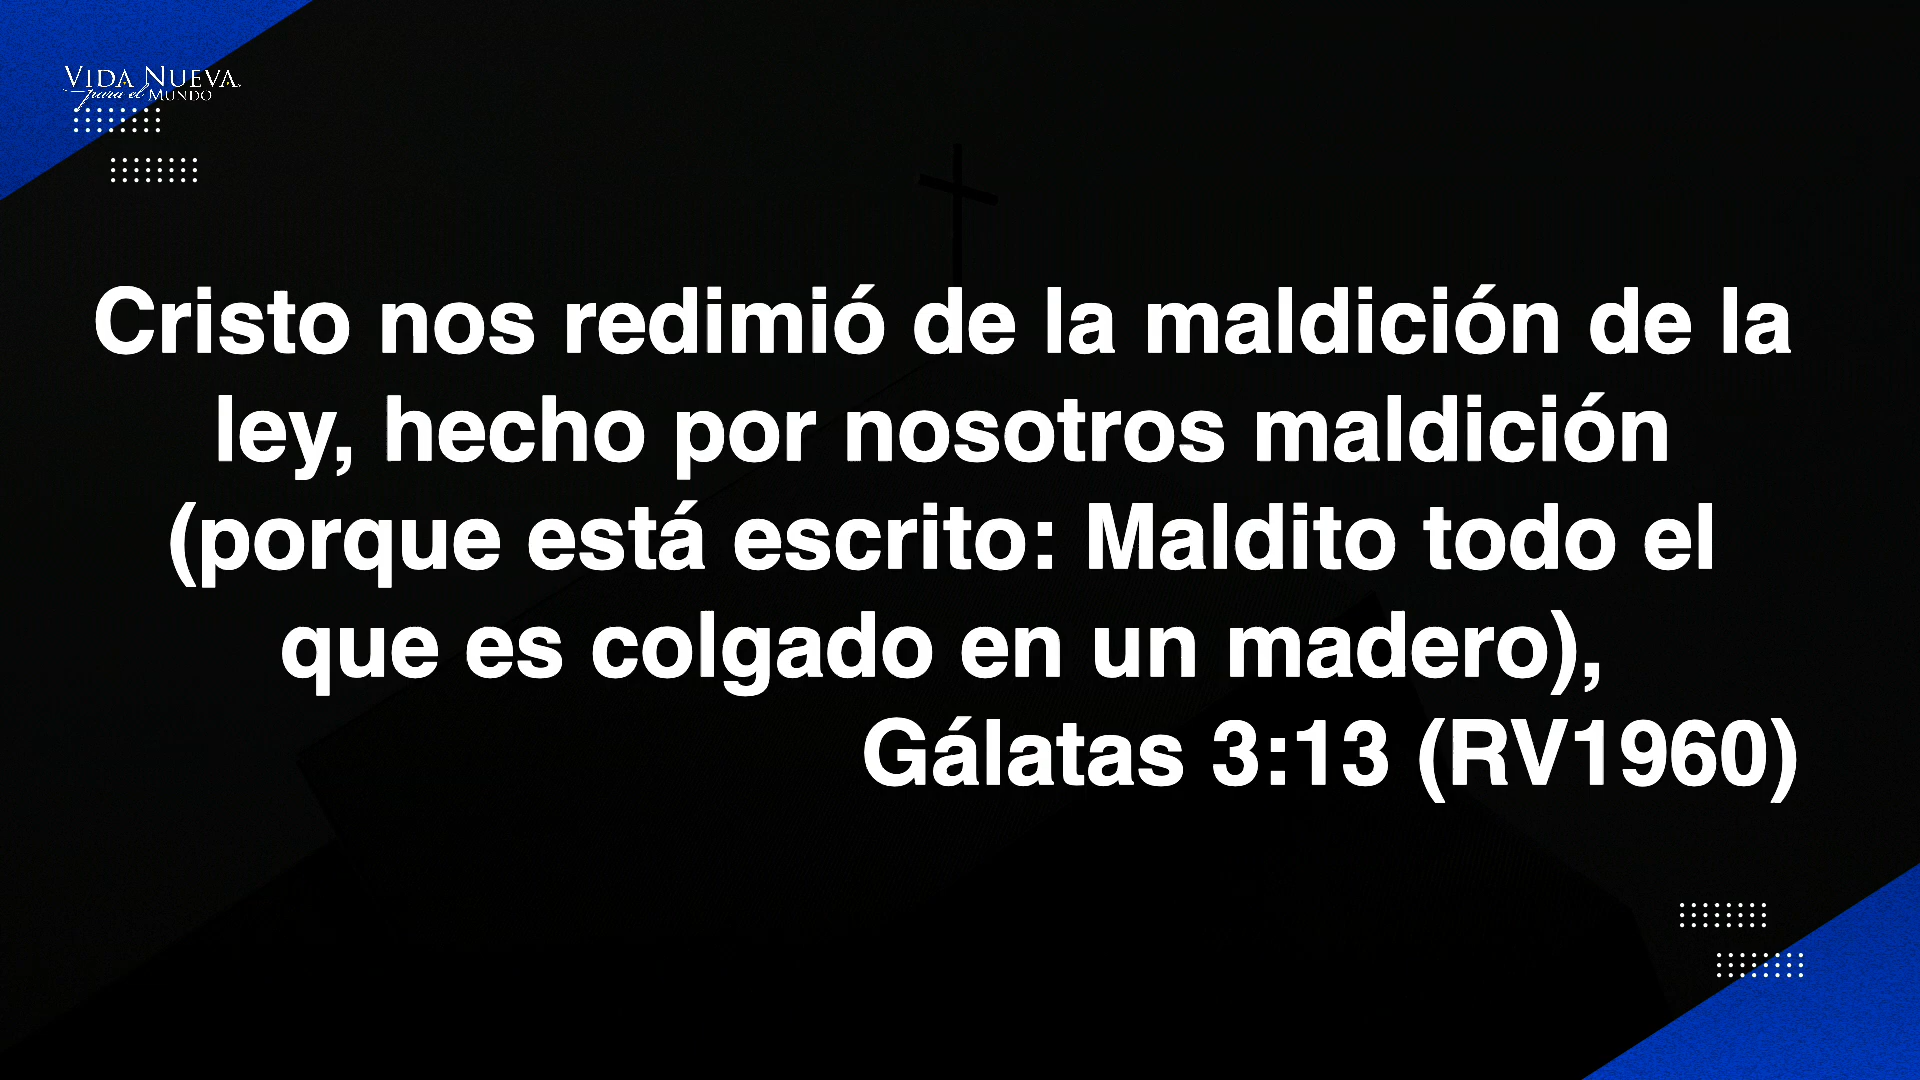 VIDA NUEVA
para el MUNDO
Cristo nos redimió de la maldición de la
ley, hecho por nosotros maldición
(porque está escrito: Maldito todo el
que es colgado en un madero),
Gálatas 3:13 (RV1960)